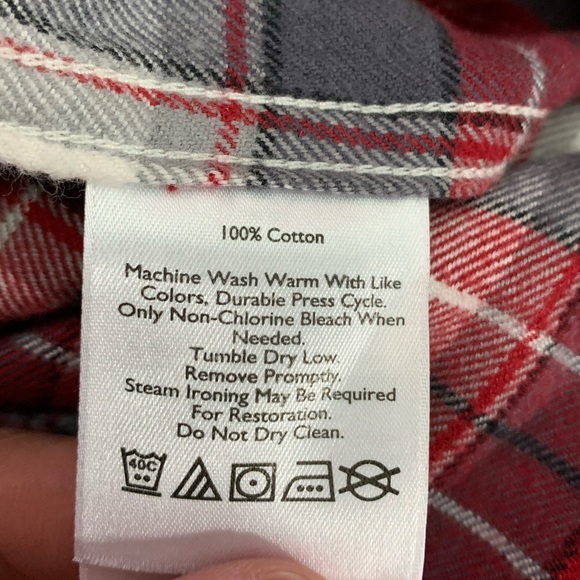 100% Cotton
Machine Wash Warm With Like
Colors, Durable Press Cycle.
Only Non-Chlorine Bleach When
Needed.
Tumble Dry Low.
Remove Promptly.
Steam Ironing May Be Required
For Restoration.
Do Not Dry Clean.
40C